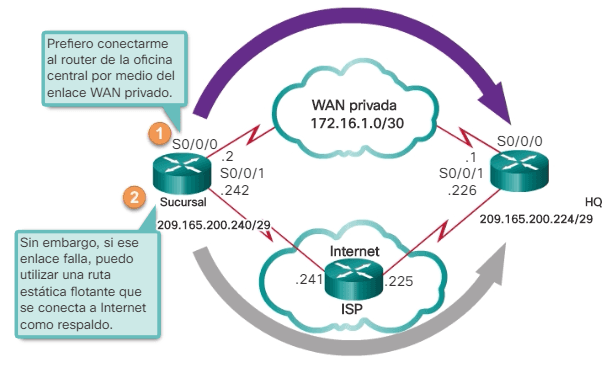 Prefiero conectarme
al router de la oficina
central por medio del
enlace WAN privado.
1
S0/0/0
.2
S0/0/1
.242
WAN privada
172.16.1.0/30
S0/0/0
.1
S0/0/1
.226
2
Sucursal
209.165.200.240/29
HQ
209.165.200.224/29
Sin embargo, si ese
enlace falla, puedo
utilizar una ruta
estática flotante que
se conecta a Internet
como respaldo.
Internet
.241
.225
ISP